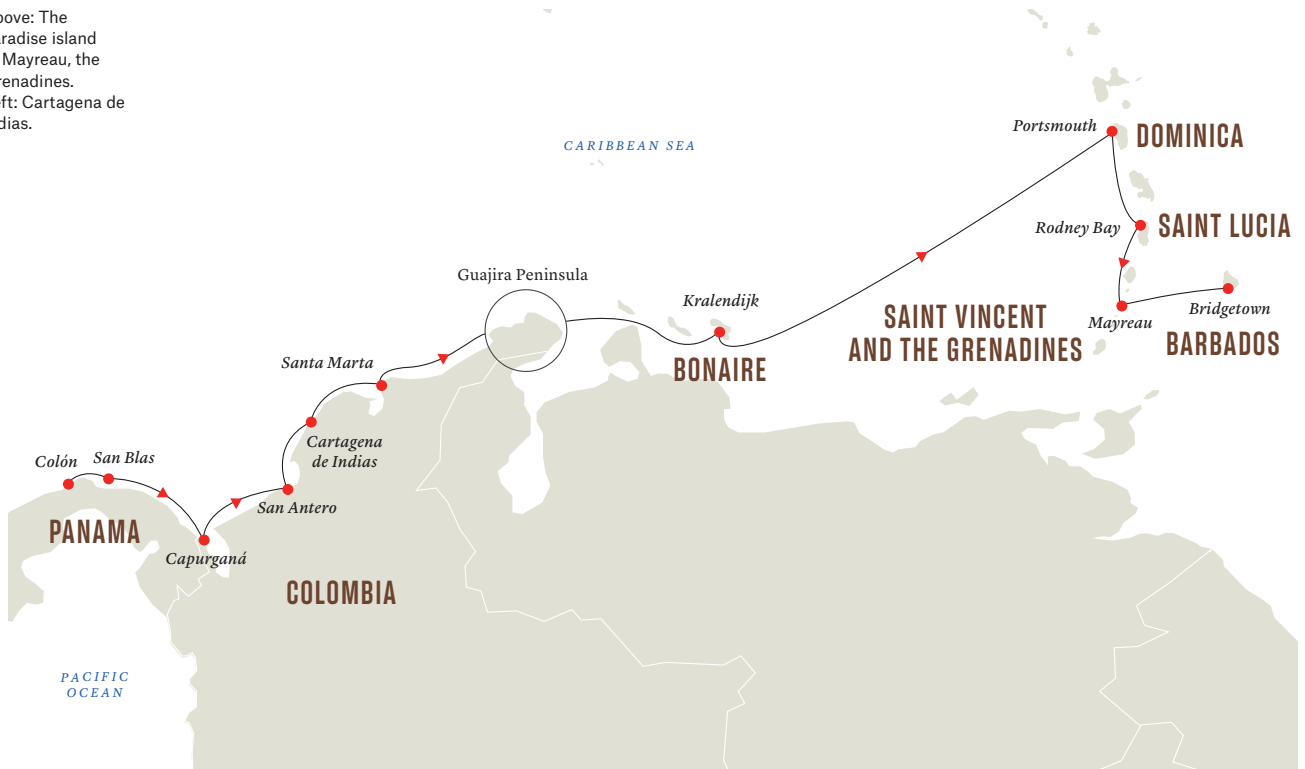 ove: The
radise island
Mayreau, the
renadines.
ft: Cartagena de
dias.
CARIBBEAN SEA
Portsmouth
DOMINICA
Rodney Bay
SAINT LUCIA
Guajira Peninsula
Kralendijk
BONAIRE
SAINT VINCENT
AND THE GRENADINES
Mayreau
Bridgetown
BARBADOS
Santa Marta
Cartagena
de Indias
Colón
San Blas
San Antero
PANAMA
Capurganá
COLOMBIA
PACIFIC
OCEAN